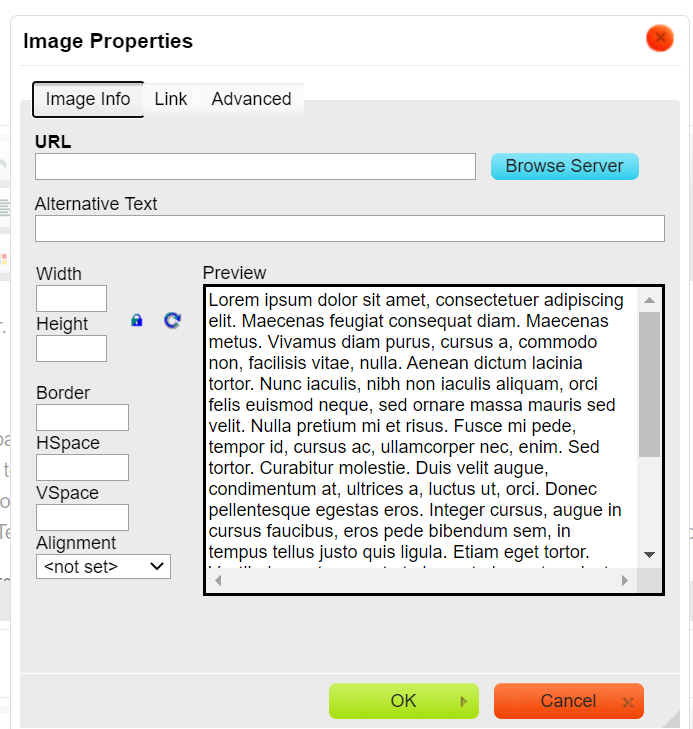 Image Properties
Image Info Link Advanced
URL
Browse Server
Alternative Text
Width
Height
Border
HSpace
VSpace
Alignment
<not set>
Preview
Lorem ipsum dolor sit amet, consectetuer adipiscing
elit. Maecenas feugiat consequat diam. Maecenas
metus. Vivamus diam purus, cursus a, commodo
non, facilisis vitae, nulla. Aenean dictum lacinia
tortor. Nunc iaculis, nibh non iaculis aliquam, orci
felis euismod neque, sed ornare massa mauris sed
velit. Nulla pretium mi et risus. Fusce mi pede,
tempor id, cursus ac, ullamcorper nec, enim. Sed
tortor. Curabitur molestie. Duis velit augue,
condimentum at, ultrices a, luctus ut, orci. Donec
pellentesque egestas eros. Integer cursus, augue in
cursus faucibus, eros pede bibendum sem, in
tempus tellus justo quis ligula. Etiam eget tortor.
OK Cancel